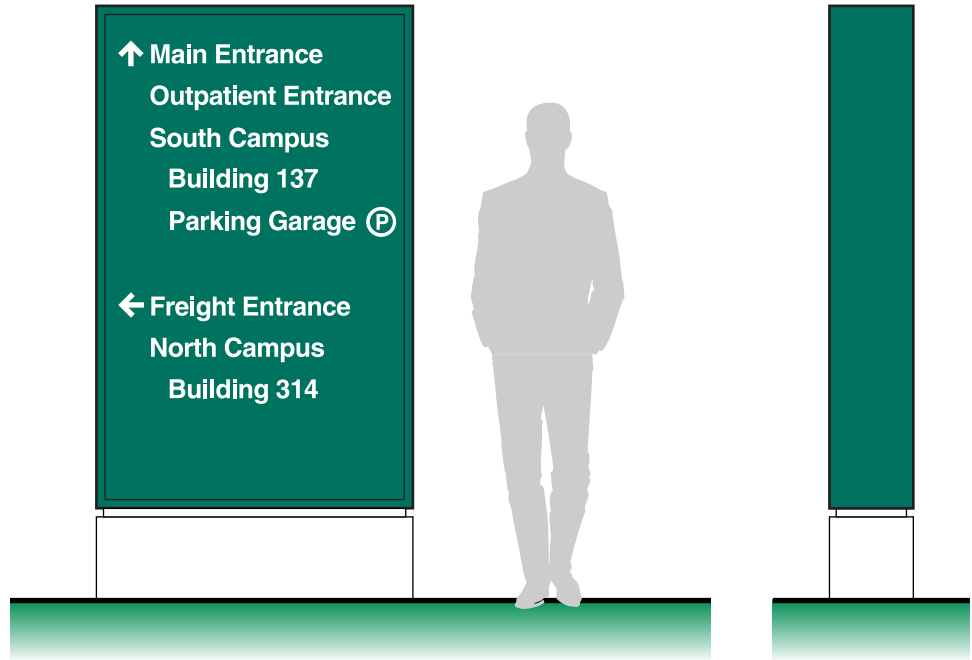 ↑ Main Entrance
Outpatient Entrance
South Campus
Building 137
Parking Garage Ⓟ
← Freight Entrance
North Campus
Building 314